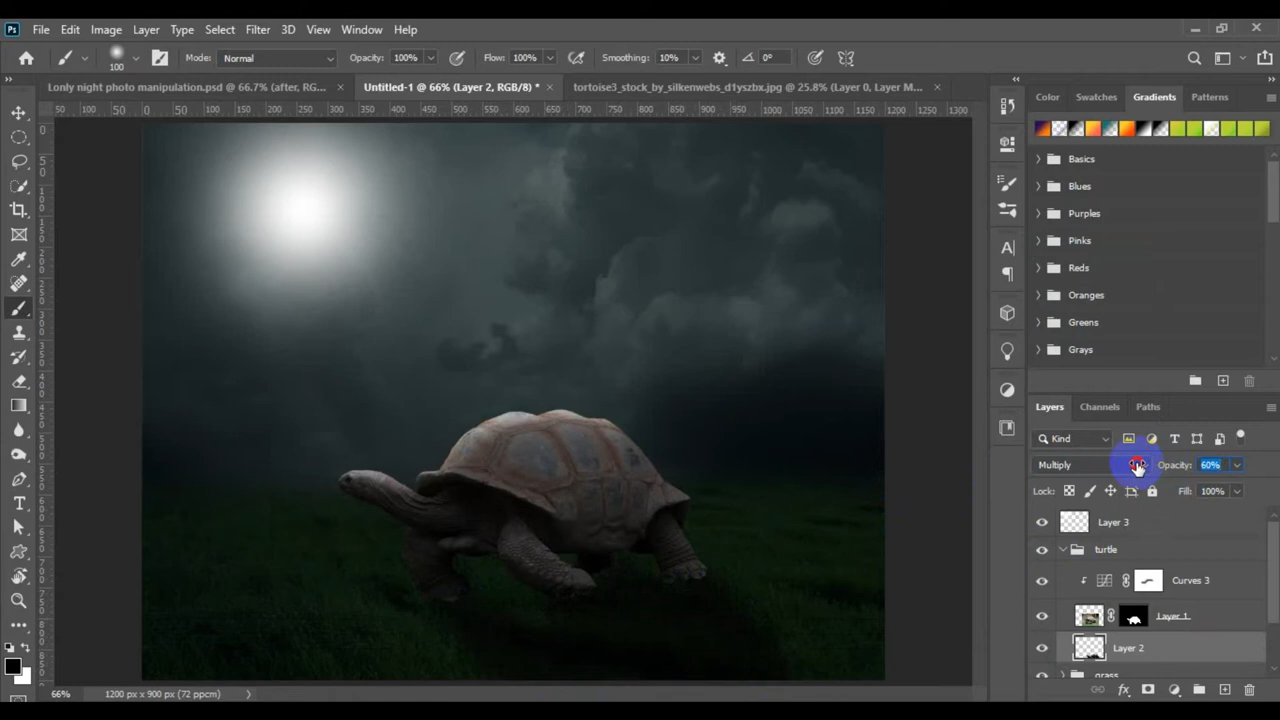 Ps File Edit Image Layer Type Select Filter 3D View Window Help
100 Mode: Normal Opacity: 100% Flow: 100% Smoothing: 10% 0°
Lonly night photo manipulation.psd @ 66.7% (after, RG... × Untitled-1 @ 66% (Layer 2, RGB/8) * × tortoise3_stock_by_silkenwebs_d1yszbx.jpg @ 25.8% (Layer 0, Layer M... ×
50 0 50 100 150 200 250 300 350 400 450 500 550 600 650 700 750 800 850 900 950 1000 1050 1100 1150 1200 1250 1300
Color Swatches Gradients Patterns
Basics
Blues
Purples
Pinks
Reds
Oranges
Greens
Grays
Layers Channels Paths
Kind
Multiply Opacity: 60%
Lock: Fill: 100%
Layer 3
turtle
Curves 3
Layer 1
Layer 2
grass
66% 1200 px x 900 px (72 ppcm)